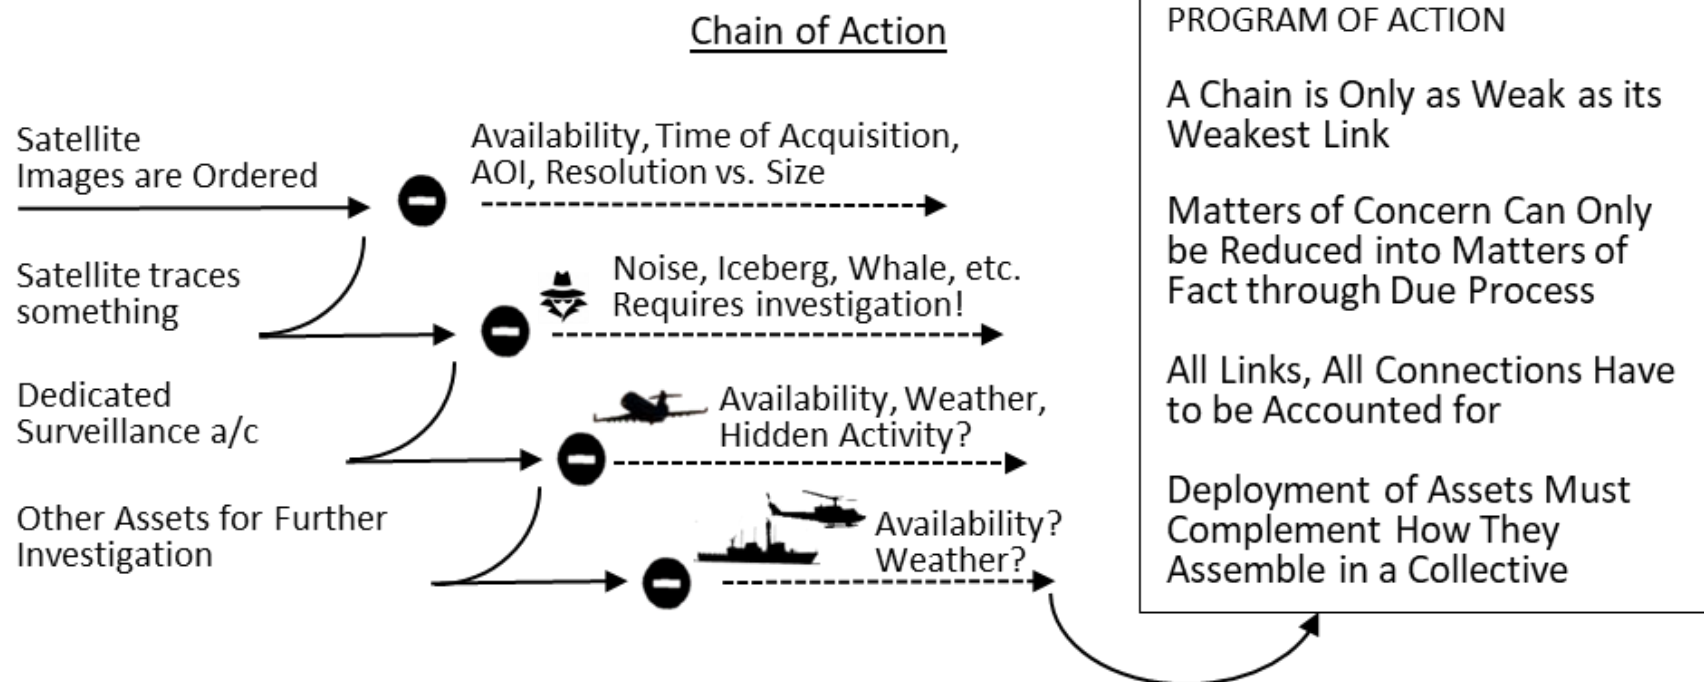 Chain of Action
Satellite
Images are Ordered
Availability, Time of Acquisition,
AOI, Resolution vs. Size
Satellite traces
something
Noise, Iceberg, Whale, etc.
Requires investigation!
Dedicated
Surveillance a/c
Availability, Weather,
Hidden Activity?
Other Assets for Further
Investigation
Availability?
Weather?
PROGRAM OF ACTION
A Chain is Only as Weak as its
Weakest Link
Matters of Concern Can Only
be Reduced into Matters of
Fact through Due Process
All Links, All Connections Have
to be Accounted for
Deployment of Assets Must
Complement How They
Assemble in a Collective